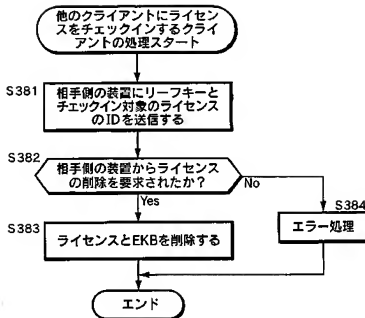 他のクライアントにライセン
スをチェックインするクライ
アントの処理スタート
S381
相手側の装置にリーフキーと
チェックイン対象のライセンス
のIDを送信する
S382
相手側の装置からライセンス
の削除を要求されたか?
No
Yes
S383
ライセンスとEKBを削除する
S384
エラー処理
エンド